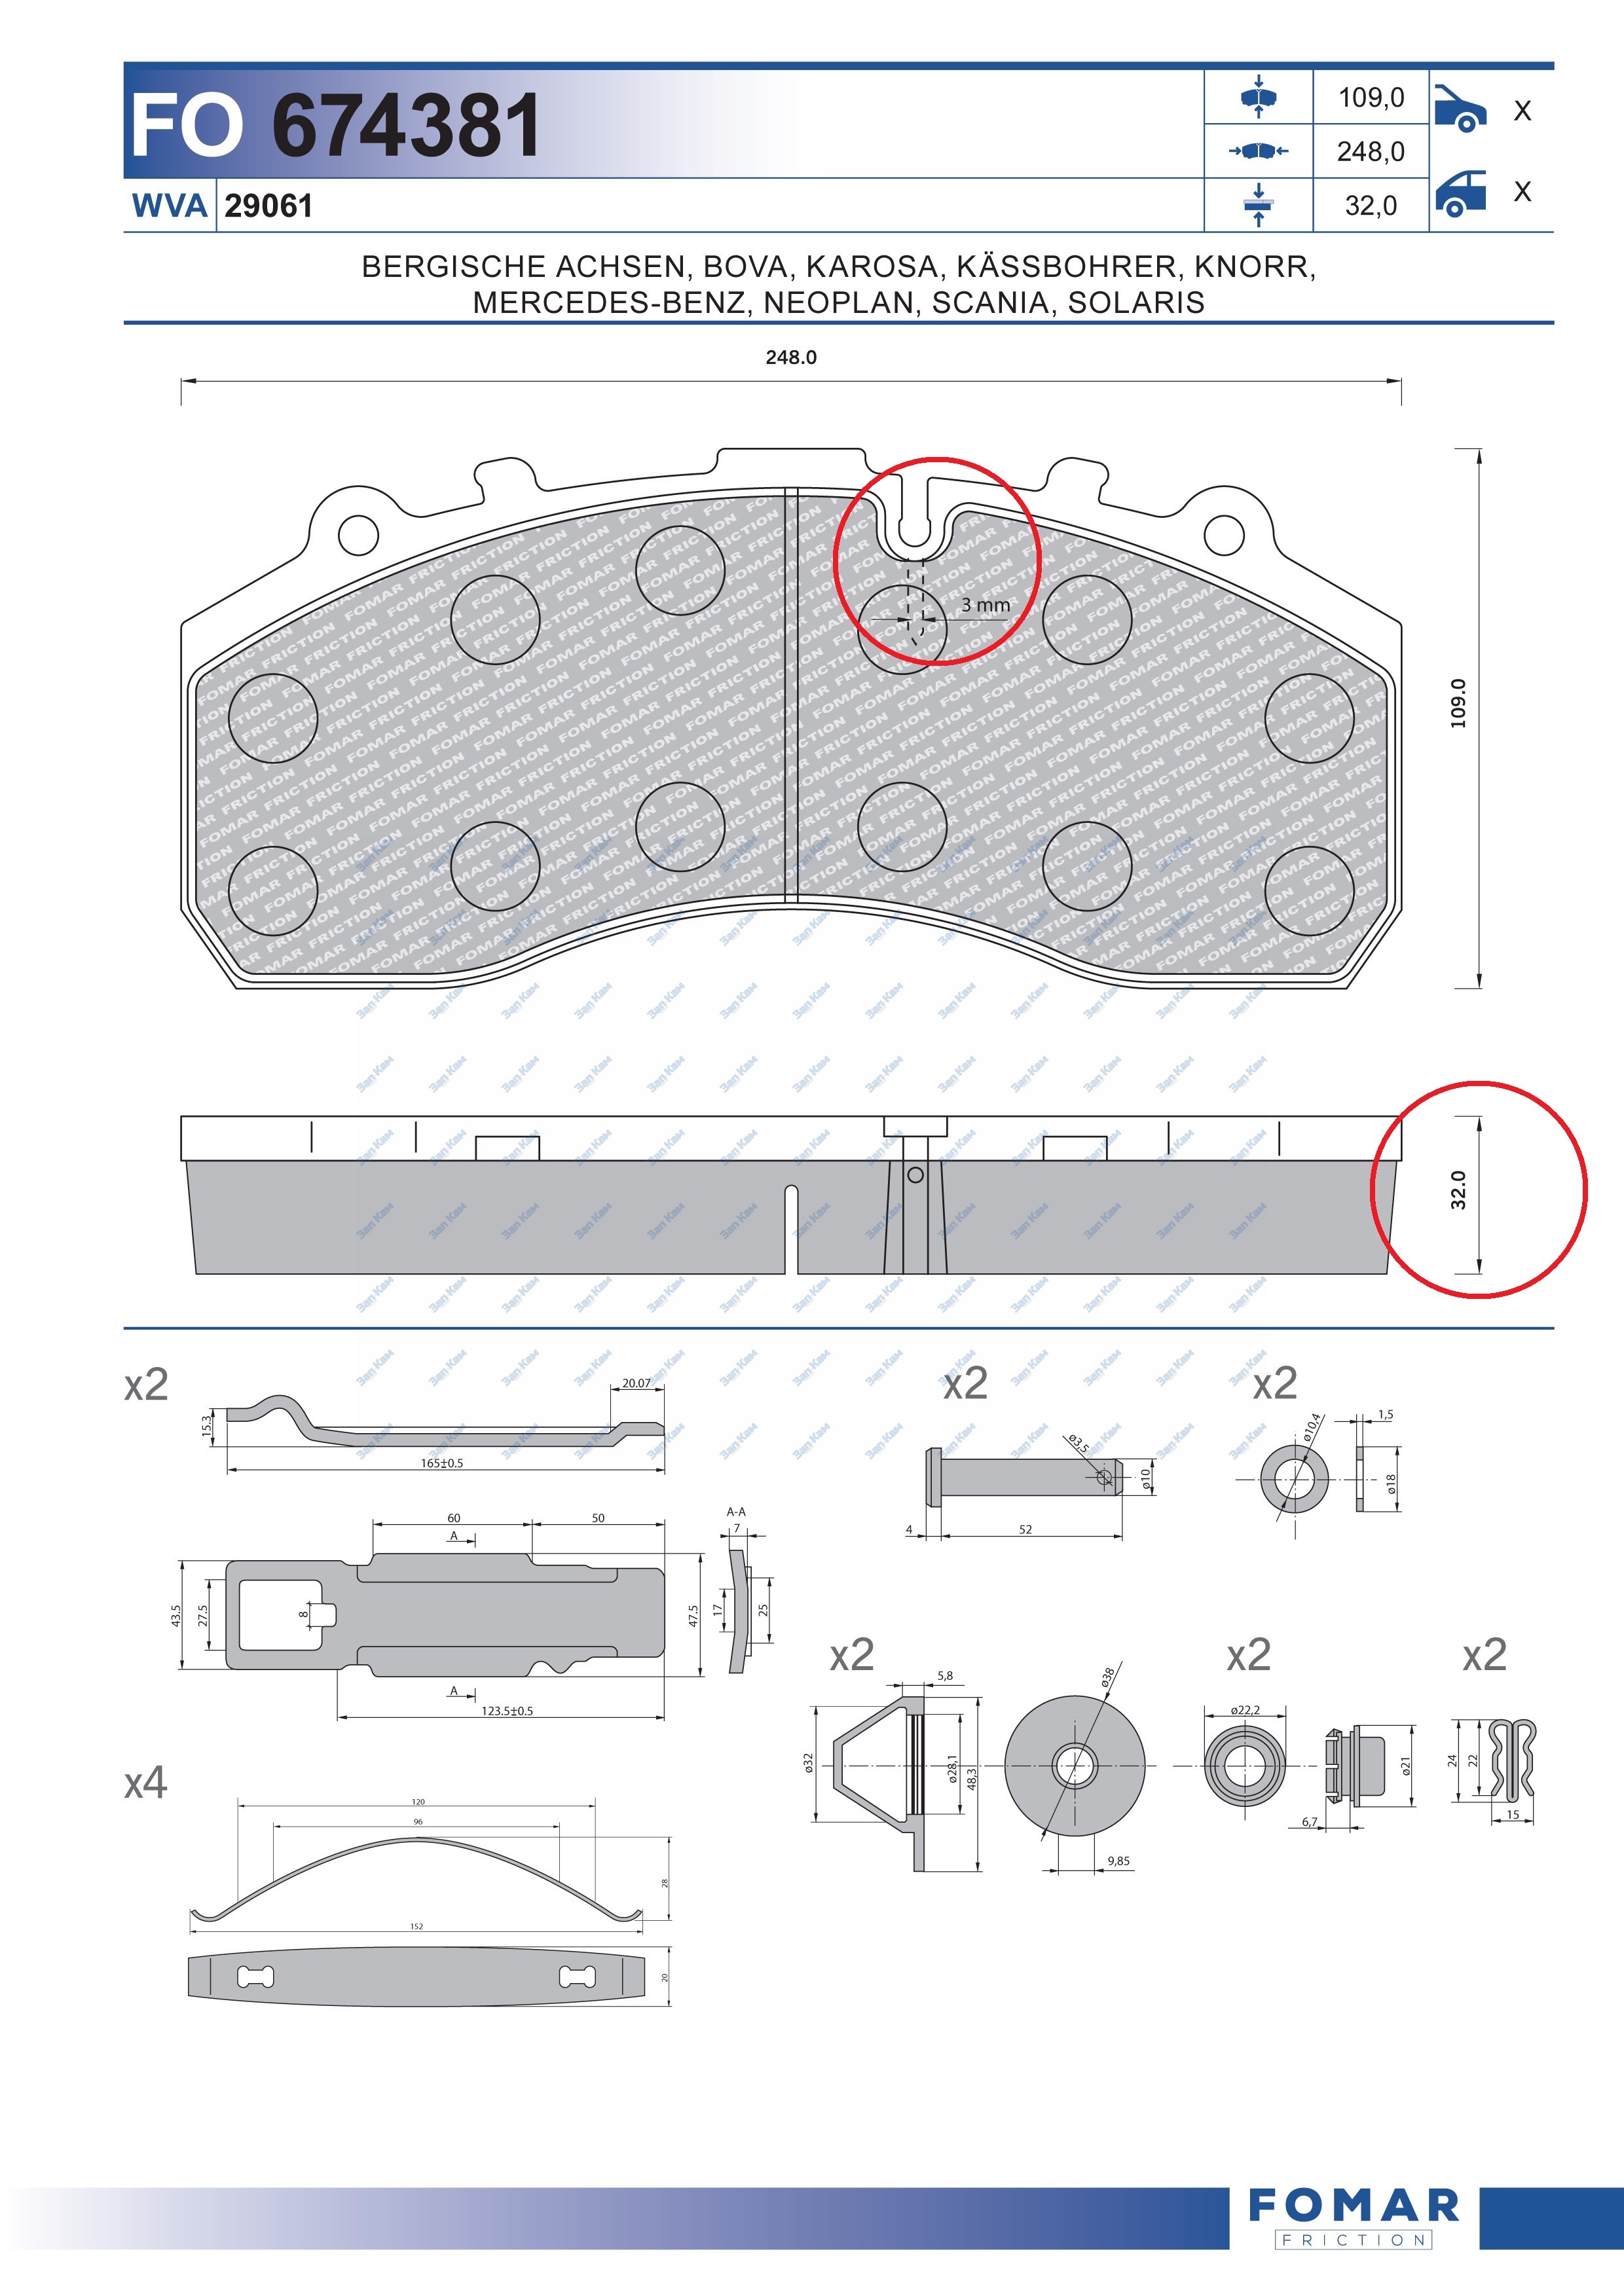 FO 674381
109,0
X
248,0
WVA 29061
32,0
X
BERGISCHE ACHSEN, BOVA, KAROSA, KÄSSBOHRER, KNORR,
MERCEDES-BENZ, NEOPLAN, SCANIA, SOLARIS
248.0
FOMAR FRICTION
3 mm
109.0
Зап Кам
32.0
x2
20.07
15.3
165±0.5
60
50
A
A-A
7
43.5
27.5
8
47.5
17
25
A
123.5±0.5
x2
ø3,5
ø10
4
52
x2
ø10,4
1,5
ø18
x4
120
96
28
152
20
x2
5,8
ø38
ø32
ø28,1
48,3
9,85
x2
ø22,2
ø21
6,7
x2
24
22
15
FOMAR
FRICTION